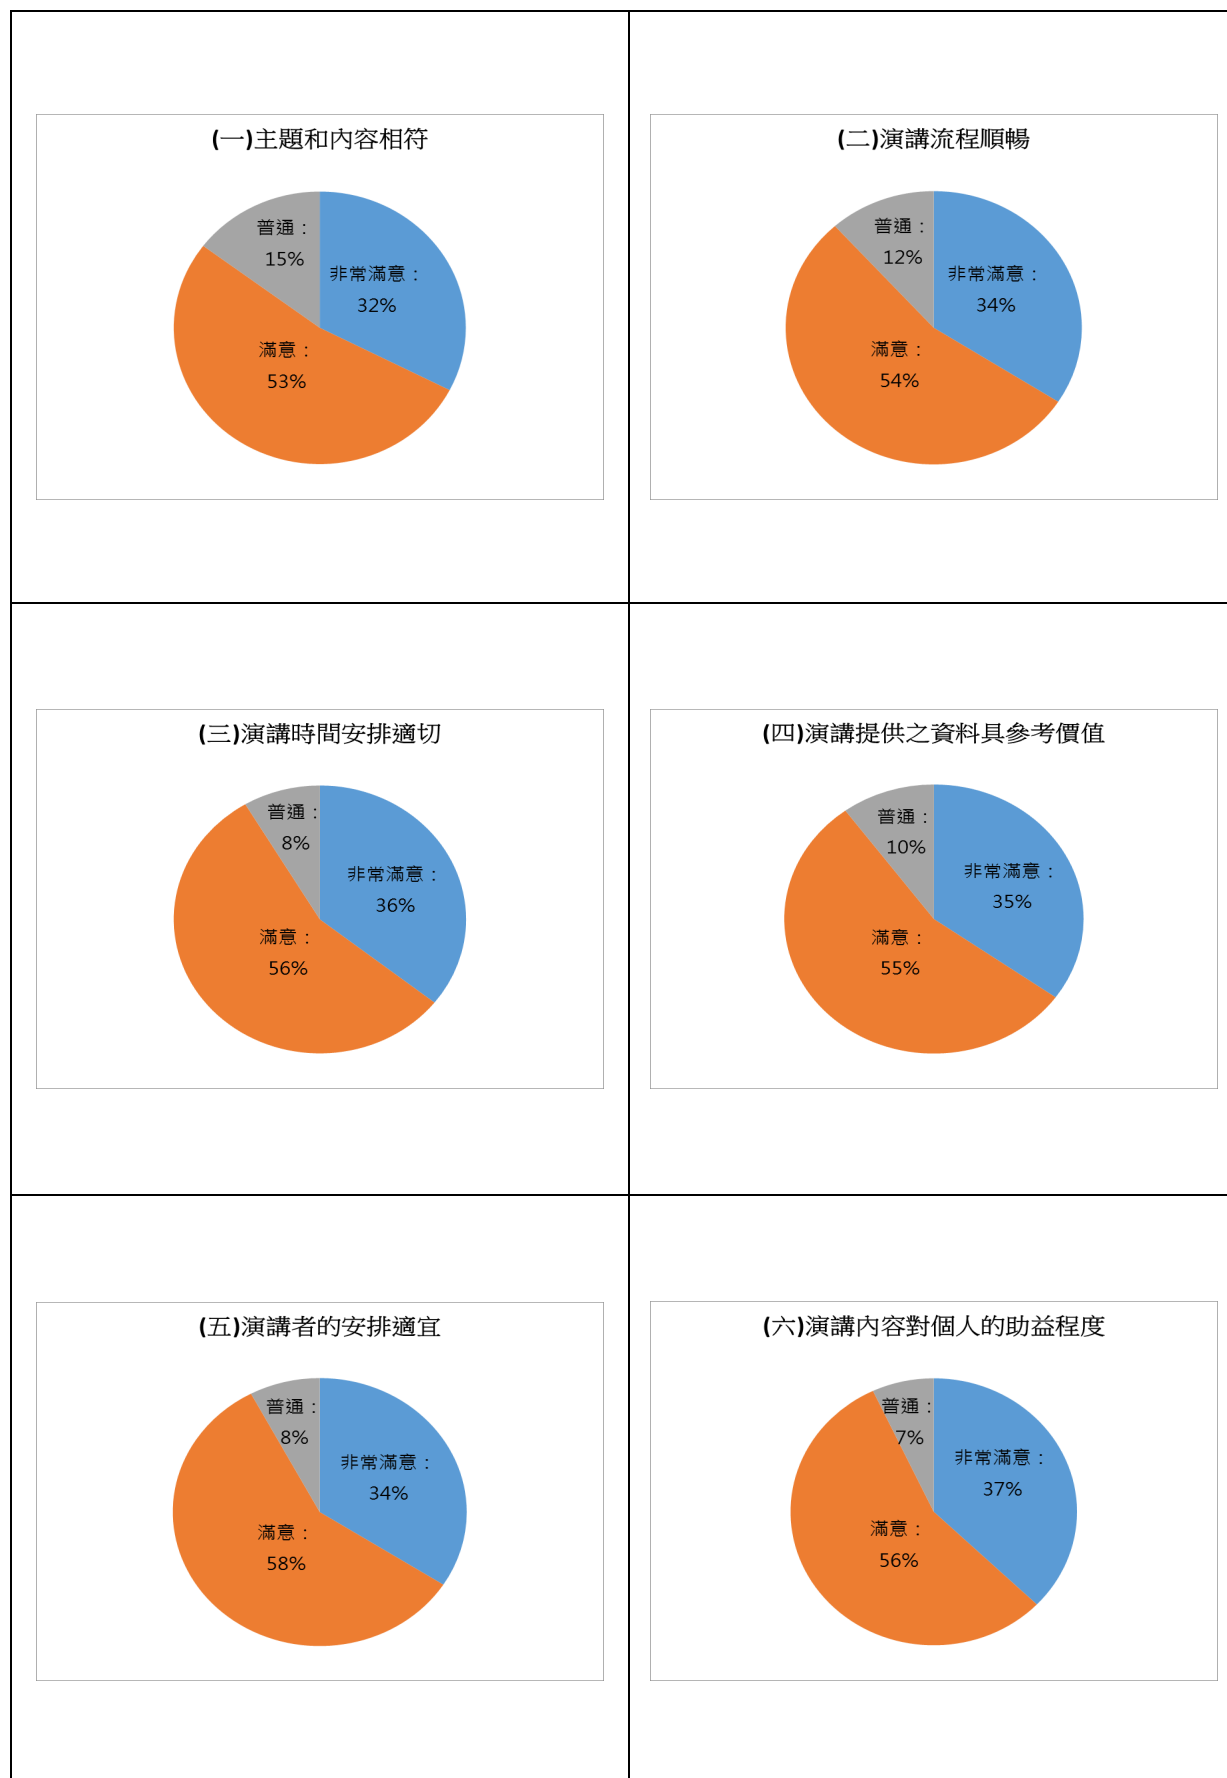 (一)主題和內容相符
普通：
15%
非常滿意：
32%
滿意：
53%
(二)演講流程順暢
普通：
12%
非常滿意：
34%
滿意：
54%
(三)演講時間安排適切
普通：
8%
非常滿意：
36%
滿意：
56%
(四)演講提供之資料具參考價值
普通：
10%
非常滿意：
35%
滿意：
55%
(五)演講者的安排適宜
普通：
8%
非常滿意：
34%
滿意：
58%
(六)演講內容對個人的助益程度
普通：
7%
非常滿意：
37%
滿意：
56%